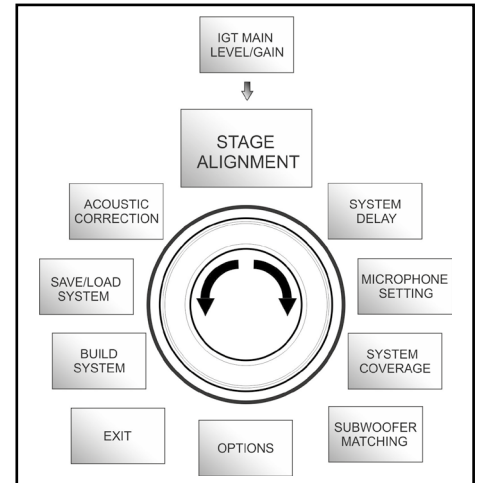 IGT MAIN
LEVEL/GAIN
STAGE
ALIGNMENT
ACOUSTIC
CORRECTION
SYSTEM
DELAY
SAVE/LOAD
SYSTEM
MICROPHONE
SETTING
BUILD
SYSTEM
SYSTEM
COVERAGE
EXIT
OPTIONS
SUBWOOFER
MATCHING